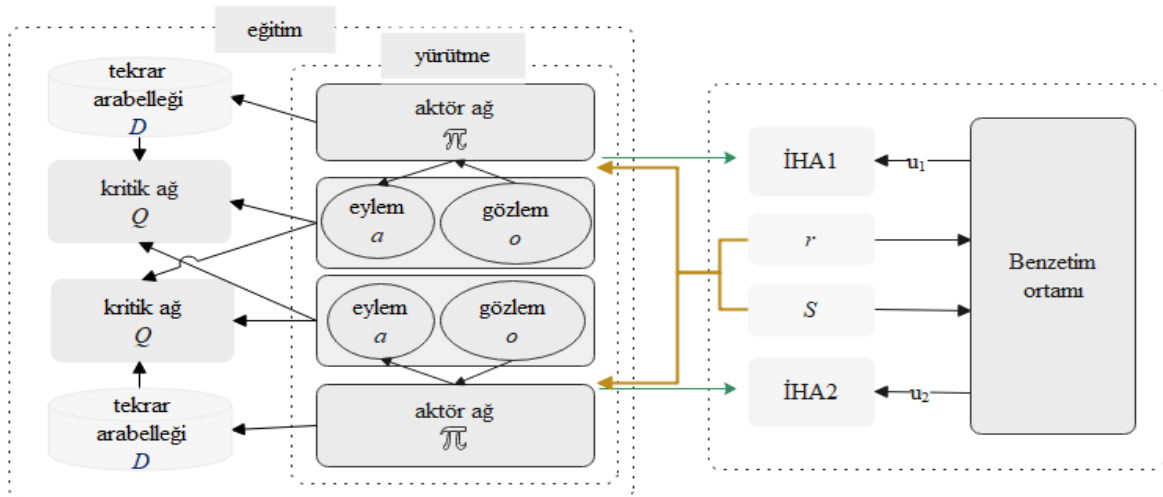 eğitim
yürütme
tekrar
arabelleği
D
kritik ağ
Q
kritik ağ
Q
tekrar
arabelleği
D
aktör ağ
π
eylem
a
gözlem
o
eylem
a
gözlem
o
aktör ağ
π
İHA1
u1
r
S
İHA2
u2
Benzetim
ortamı